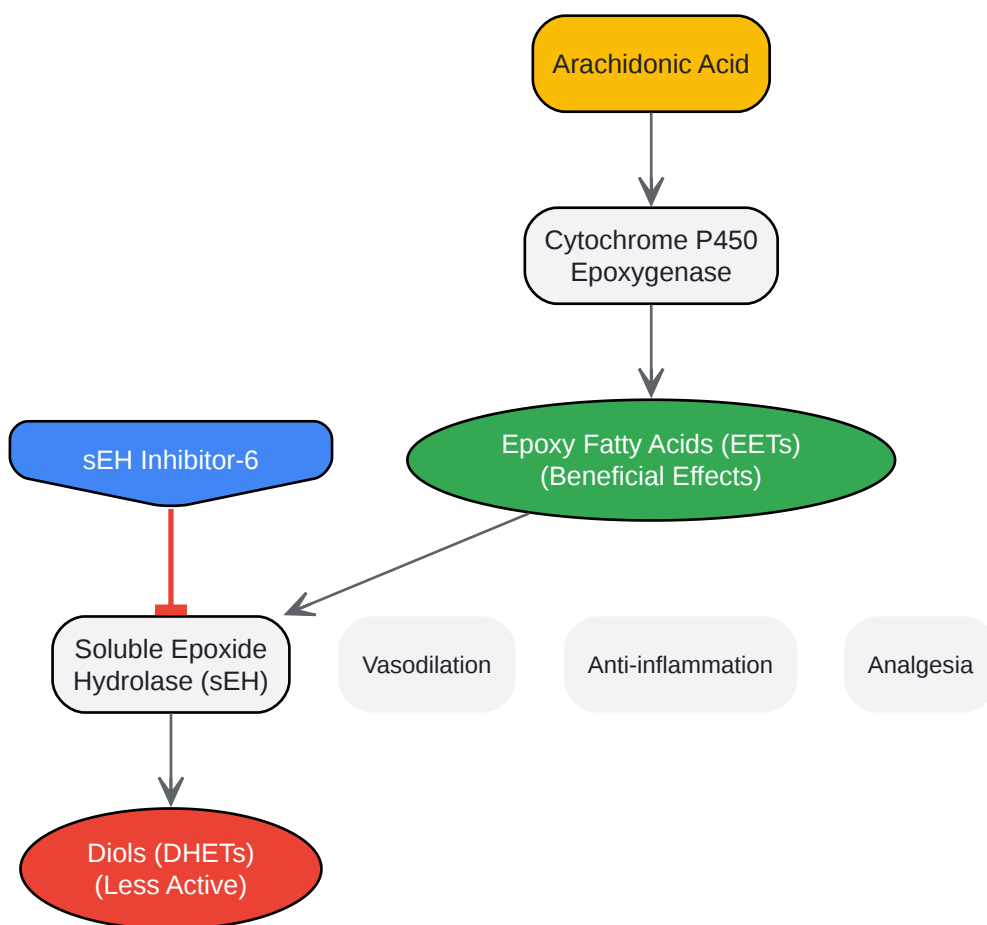 Arachidonic Acid
Cytochrome P450
Epoxygenase
Epoxy Fatty Acids (EETs)
(Beneficial Effects)
sEH Inhibitor-6
Soluble Epoxide
Hydrolase (sEH)
Vasodilation
Anti-inflammation
Analgesia
Diols (DHETs)
(Less Active)